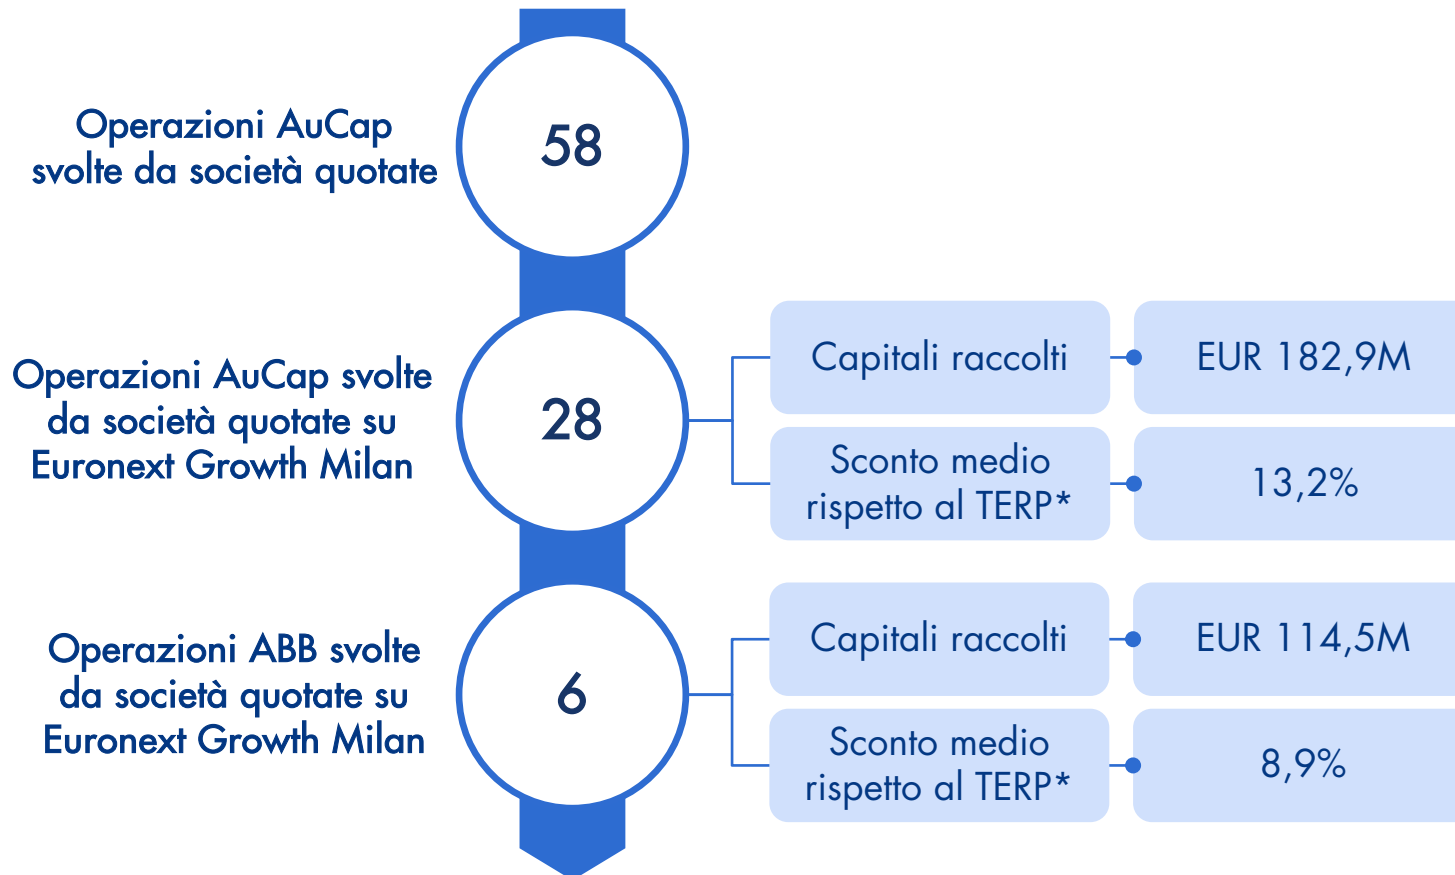 Operazioni AuCap
svolte da società quotate
58
Operazioni AuCap svolte
da società quotate su
Euronext Growth Milan
28
Capitali raccolti
EUR 182,9M
Sconto medio
rispetto al TERP*
13,2%
Operazioni ABB svolte
da società quotate su
Euronext Growth Milan
6
Capitali raccolti
EUR 114,5M
Sconto medio
rispetto al TERP*
8,9%